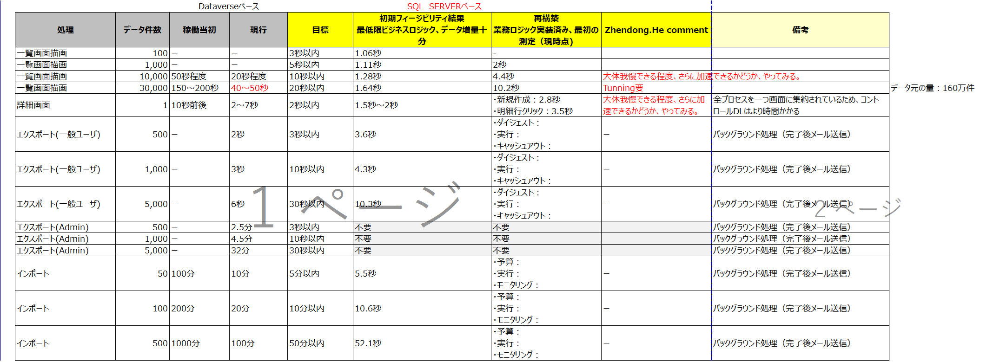 Dataverseベース SQL SERVERベース
処理 データ件数 稼働当初 現行 目標 初期フィージビリティ結果 再構築 Zhendong.He comment 備考
最低限ビジネスロジック、データ増量十 業務ロジック実装済み、最初の
分 測定（現時点)
一覧画面描画 100 － － 3秒以内 1.06秒 -
一覧画面描画 1,000 － － 5秒以内 1.11秒 2秒
一覧画面描画 10,000 50秒程度 20秒程度 10秒以内 1.28秒 4.4秒 大体我慢できる程度、さらに加速できるかどうか、やってみる。
一覧画面描画 30,000 150～200秒 40～50秒 20秒以内 1.64秒 10.2秒 Tunning要 データ元の量：160万件
詳細画面 1 10秒前後 2～7秒 2秒以内 1.5秒～2秒 ・新規作成：2.8秒 大体我慢できる程度、さらに加 全プロセスを一つ画面に集約されているため、コント
・明細行クリック：3.5秒 速できるかどうか、やってみる。 ロールDLはより時間かかる
エクスポート(一般ユーザ) 500 － 2秒 3秒以内 3.6秒 ・ダイジェスト： － バックグラウンド処理（完了後メール送信）
・実行：
・キャッシュアウト：
エクスポート(一般ユーザ) 1,000 － 3秒 10秒以内 4.3秒 ・ダイジェスト： － バックグラウンド処理（完了後メール送信）
・実行：
・キャッシュアウト：
エクスポート(一般ユーザ) 5,000 － 6秒 30秒以内 10.3秒 ・ダイジェスト： － バックグラウンド処理（完了後メール送信）
・実行：
・キャッシュアウト：
1 ページ 2 ページ
エクスポート(Admin) 500 － 2.5分 3秒以内 不要 不要 バックグラウンド処理（完了後メール送信）
エクスポート(Admin) 1,000 － 4.5分 10秒以内 不要 不要 バックグラウンド処理（完了後メール送信）
エクスポート(Admin) 5,000 － 32分 30秒以内 不要 不要 バックグラウンド処理（完了後メール送信）
インポート 50 100分 10分 5分以内 5.5秒 ・予算： － バックグラウンド処理（完了後メール送信）
・実行：
・モニタリング：
インポート 100 200分 20分 10分以内 10.6秒 ・予算： － バックグラウンド処理（完了後メール送信）
・実行：
・モニタリング：
インポート 500 1000分 100分 50分以内 52.1秒 ・予算： － バックグラウンド処理（完了後メール送信）
・実行：
・モニタリング：